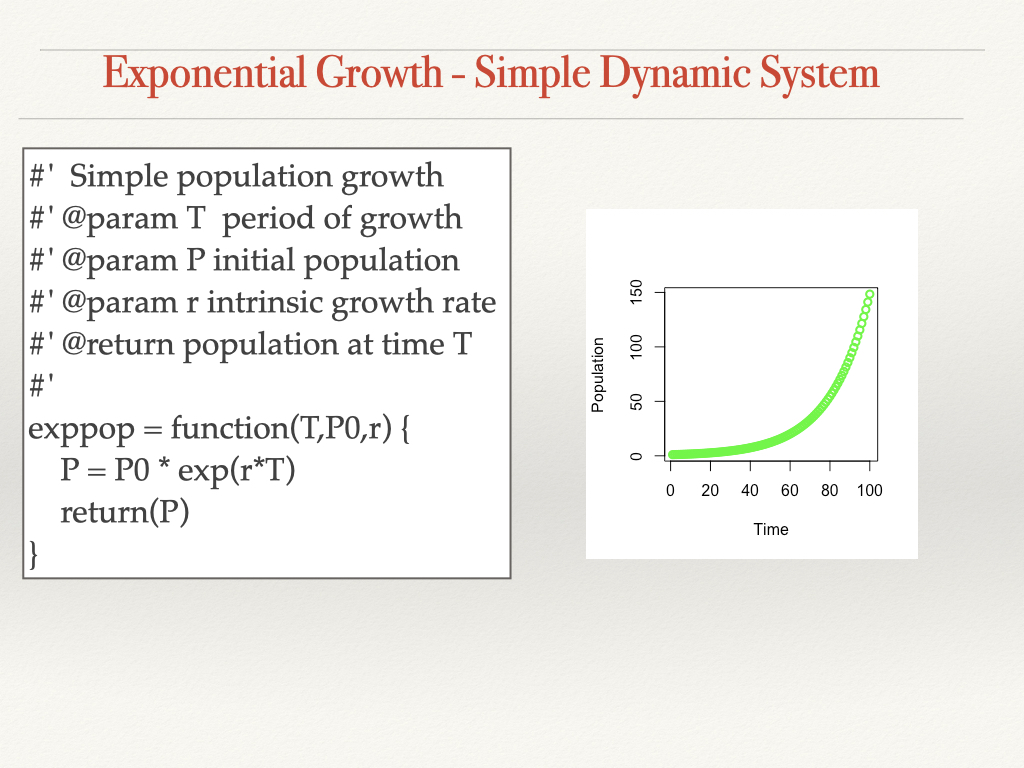 Exponential Growth - Simple Dynamic System
#'  Simple population growth
#' @param T  period of growth
#' @param P initial population
#' @param r intrinsic growth rate
#' @return population at time T
#'
exppop = function(T,P0,r) {
    P = P0 * exp(r*T)
    return(P)
}
Population
150
100
50
0
0 20 40 60 80 100
Time